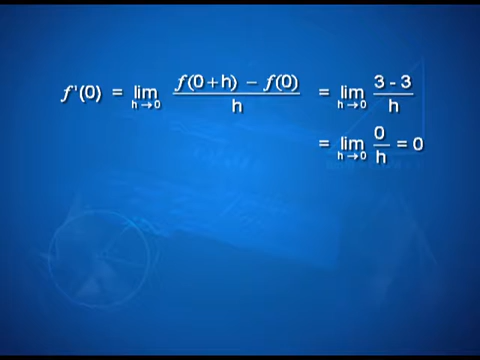 f'(0) = lim h→0 f(0+h) − f(0) / h = lim h→0 3 - 3 / h
= lim h→0 0 / h = 0